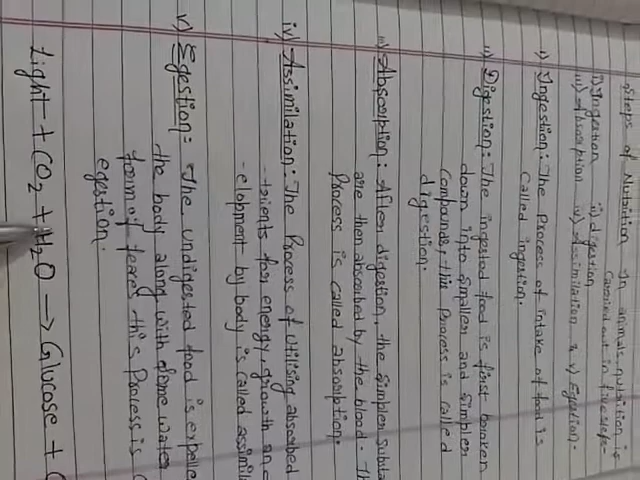 Steps of Nutrition in animals nutrition is
Carried out in five steps-
i) Ingestion ii) digestion
iii) Absorption iv) Assimilation & v) Egestion.
i) Ingestion: The process of intake of food is
called ingestion.
ii) Digestion: The ingested food is first broken
down into smaller and simpler
compounds, this process is called
digestion.
iii) Absorption: After digestion, the simpler substa
are then absorbed by the blood. Th
Process is called absorption.
iv) Assimilation: The Process of utilising absorbed
-trients for energy, growth and
-elopment by body is called assimil
v) Egestion: The undigested food is expelle
the body along with some water
form of feaces this Process is
egestion.
Light + CO₂ + H₂O → Glucose +